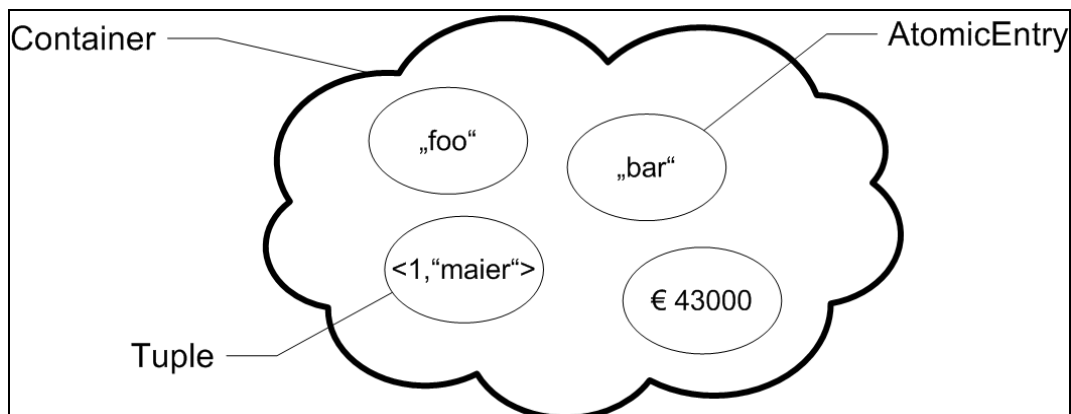 Container
AtomicEntry
„foo“
„bar“
<1,“maier“>
€ 43000
Tuple